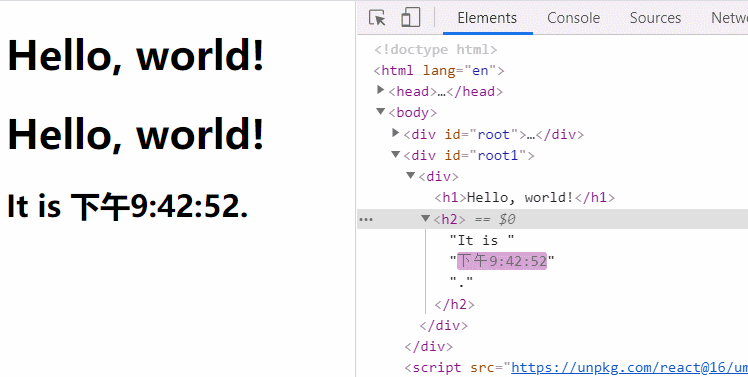 Hello, world!
Hello, world!
It is 下午9:42:52.
Elements Console Sources Netw
<!doctype html>
<html lang="en">
<head>…</head>
<body>
<div id="root">…</div>
<div id="root1">
<div>
<h1>Hello, world!</h1>
… <h2> == $0
"It is "
"下午9:42:52"
"."
</h2>
</div>
</div>
<script src="https://unpkg.com/react@16/um